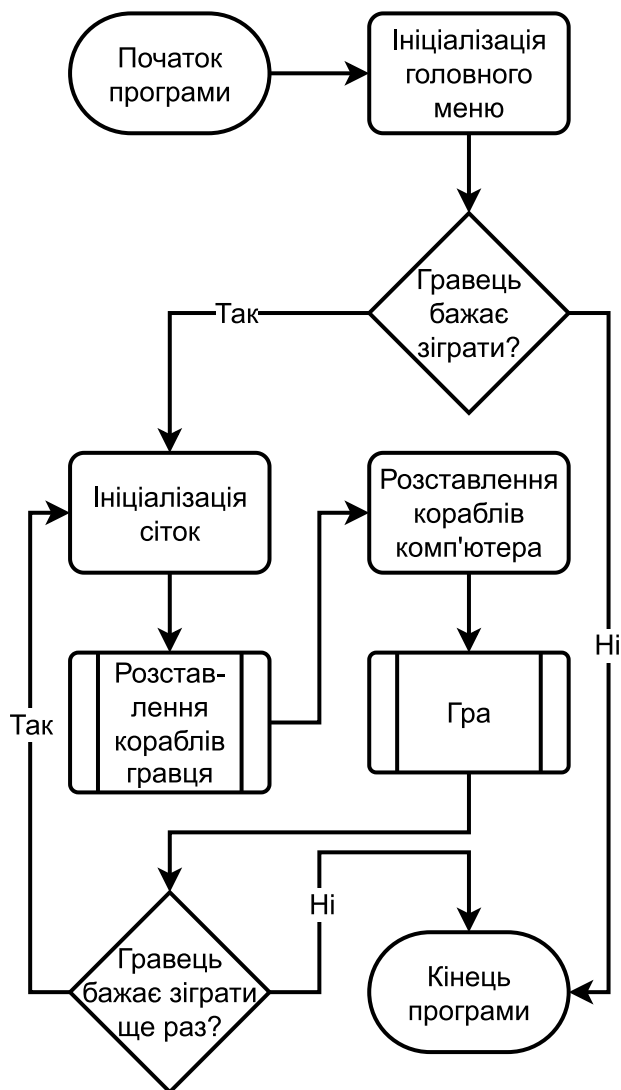 Початок
програми
Ініціалізація
головного
меню
Гравець
бажає
зіграти?
Так
Ні
Ініціалізація
сіток
Розстав-
лення
кораблів
гравця
Розставлення
кораблів
комп'ютера
Гра
Гравець
бажає зіграти
ще раз?
Так
Ні
Кінець
програми